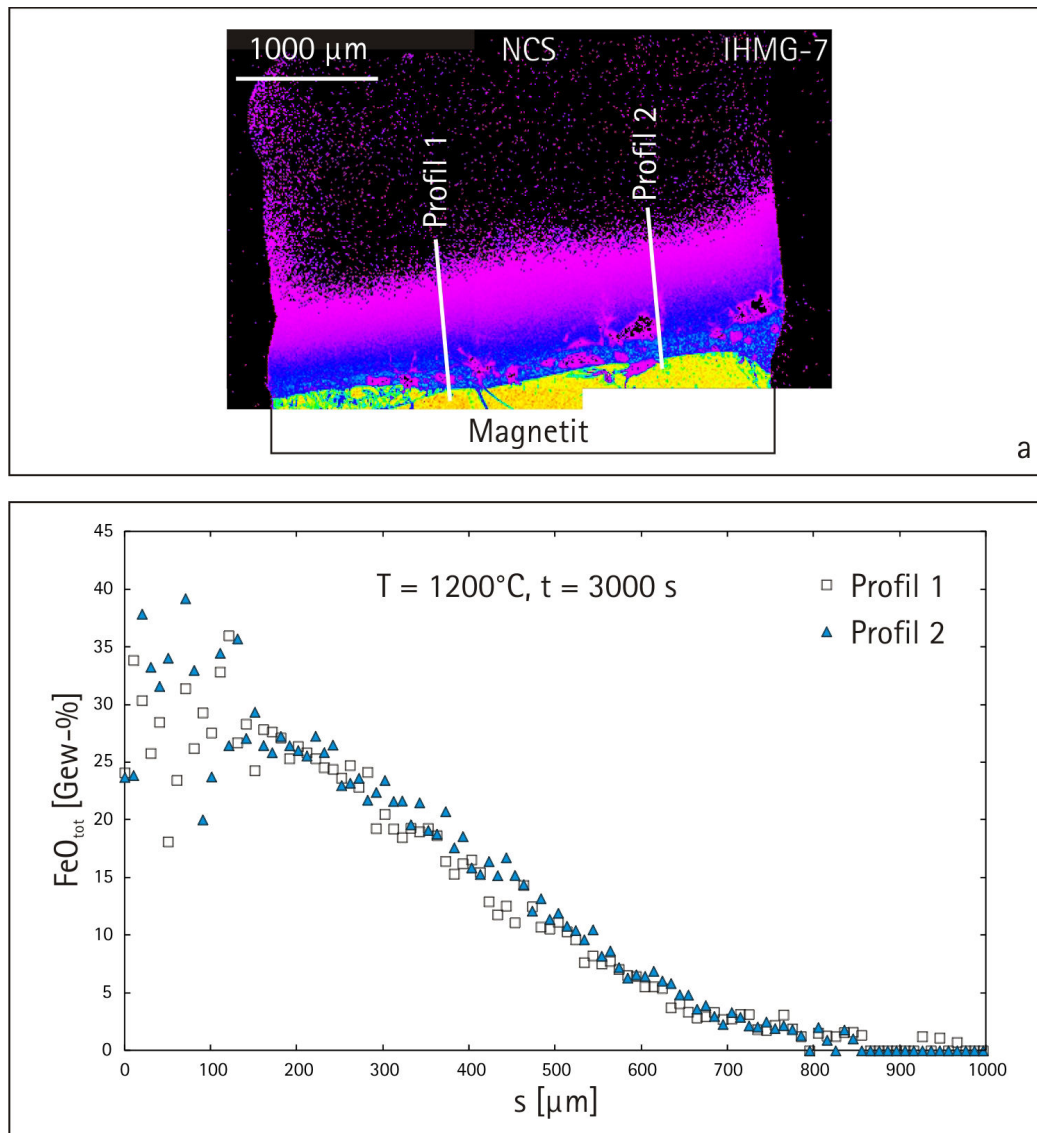 1000 µm NCS IHMG-7
Profil 1
Profil 2
Magnetit
a
45
40
35
30
25
20
15
10
5
0
FeOtot [Gew-%]
T = 1200°C, t = 3000 s
Profil 1
Profil 2
0 100 200 300 400 500 600 700 800 900 1000
s [µm]